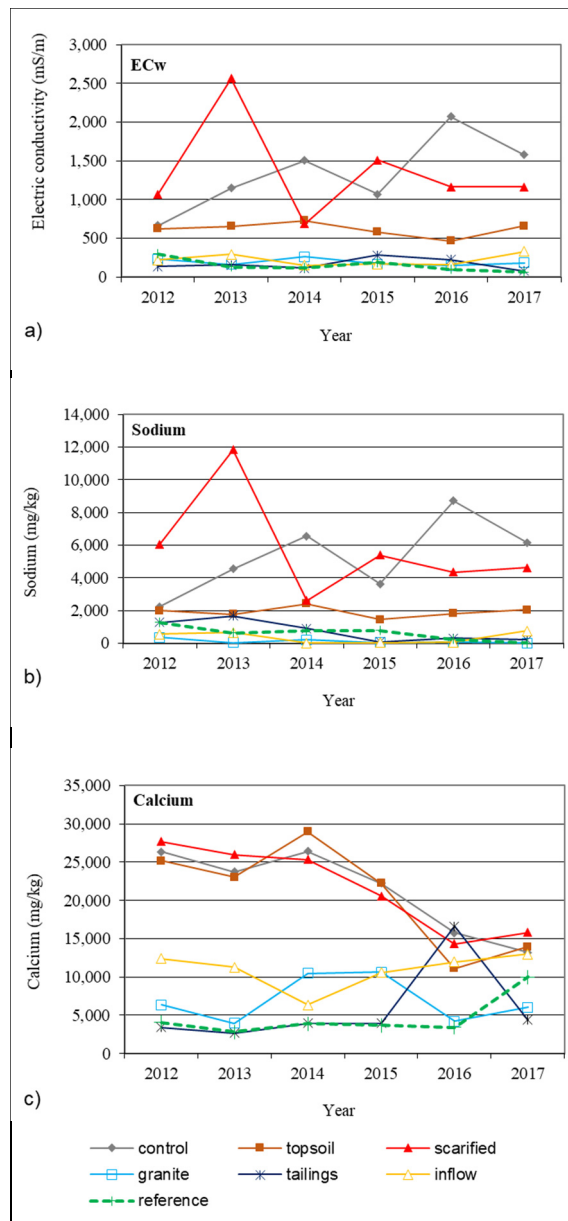 3,000
ECw
2,500
2,000
1,500
1,000
500
0
Electric conductivity (mS/m)
2012 2013 2014 2015 2016 2017
Year
a)
14,000
Sodium
12,000
10,000
8,000
6,000
4,000
2,000
0
Sodium (mg/kg)
2012 2013 2014 2015 2016 2017
Year
b)
35,000
Calcium
30,000
25,000
20,000
15,000
10,000
5,000
0
Calcium (mg/kg)
2012 2013 2014 2015 2016 2017
Year
c)
control topsoil scarified
granite tailings inflow
reference